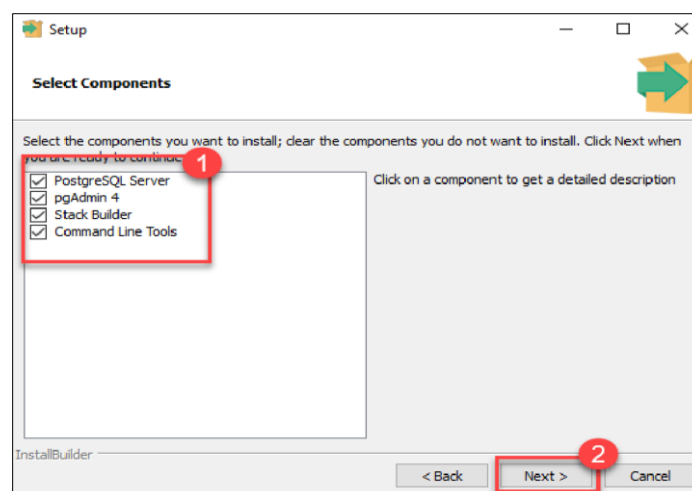 Setup
Select Components
Select the components you want to install; clear the components you do not want to install. Click Next when
you are ready to continue
1
PostgreSQL Server
pgAdmin 4
Stack Builder
Command Line Tools
Click on a component to get a detailed description
InstallBuilder
2
< Back
Next >
Cancel